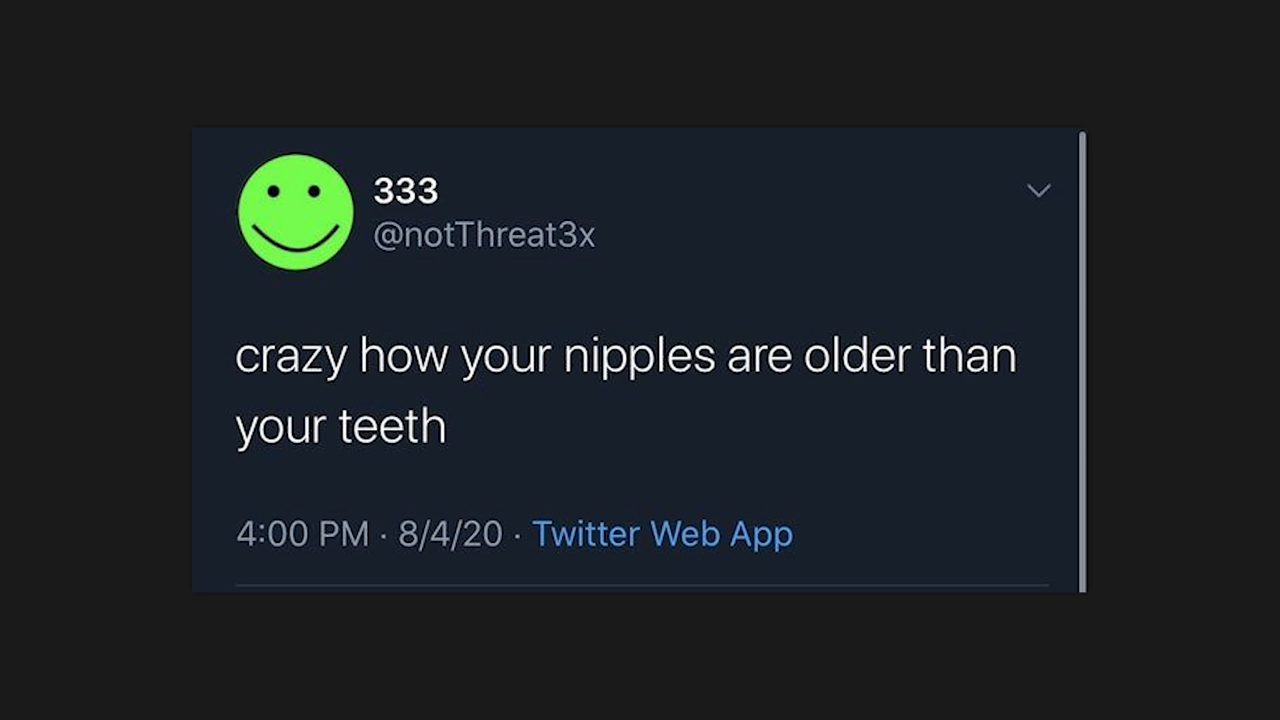 333
@notThreat3x
crazy how your nipples are older than
your teeth
4:00 PM · 8/4/20 · Twitter Web App